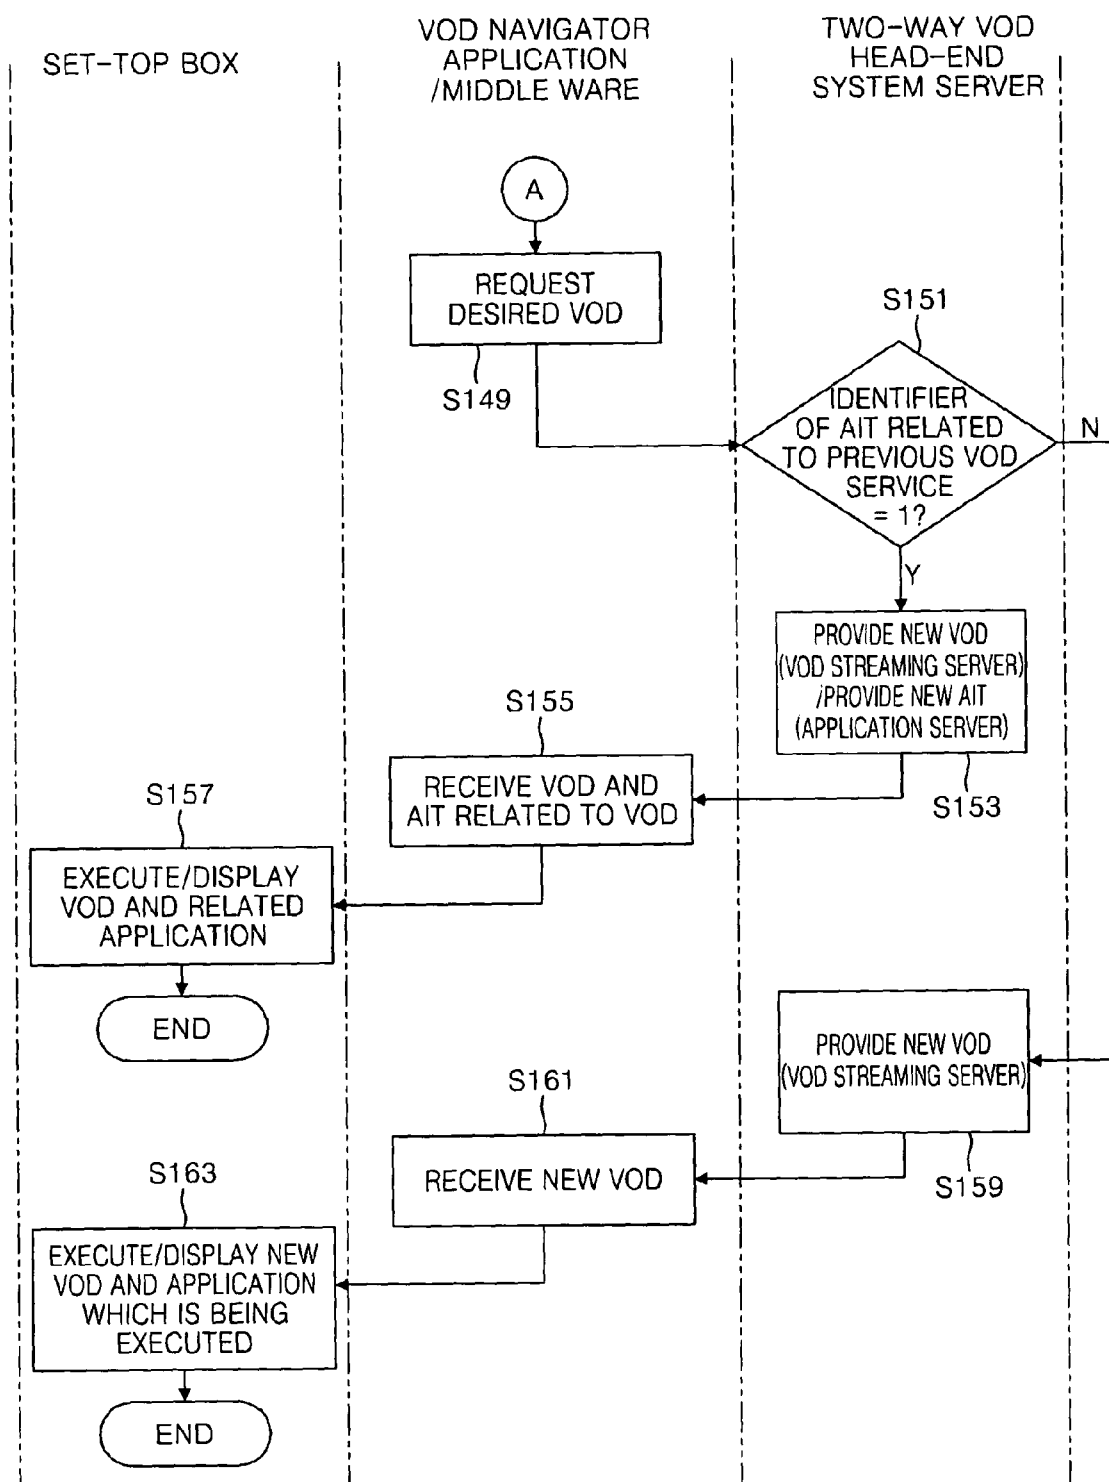 SET-TOP BOX
VOD NAVIGATOR
APPLICATION
/MIDDLE WARE
TWO-WAY VOD
HEAD-END
SYSTEM SERVER
A
REQUEST
DESIRED VOD
S149
S151
IDENTIFIER
OF AIT RELATED
TO PREVIOUS VOD
SERVICE
= 1?
N
Y
PROVIDE NEW VOD
(VOD STREAMING SERVER)
/PROVIDE NEW AIT
(APPLICATION SERVER)
S153
S155
RECEIVE VOD AND
AIT RELATED TO VOD
S157
EXECUTE/DISPLAY
VOD AND RELATED
APPLICATION
END
PROVIDE NEW VOD
(VOD STREAMING SERVER)
S159
S161
RECEIVE NEW VOD
S163
EXECUTE/DISPLAY NEW
VOD AND APPLICATION
WHICH IS BEING
EXECUTED
END